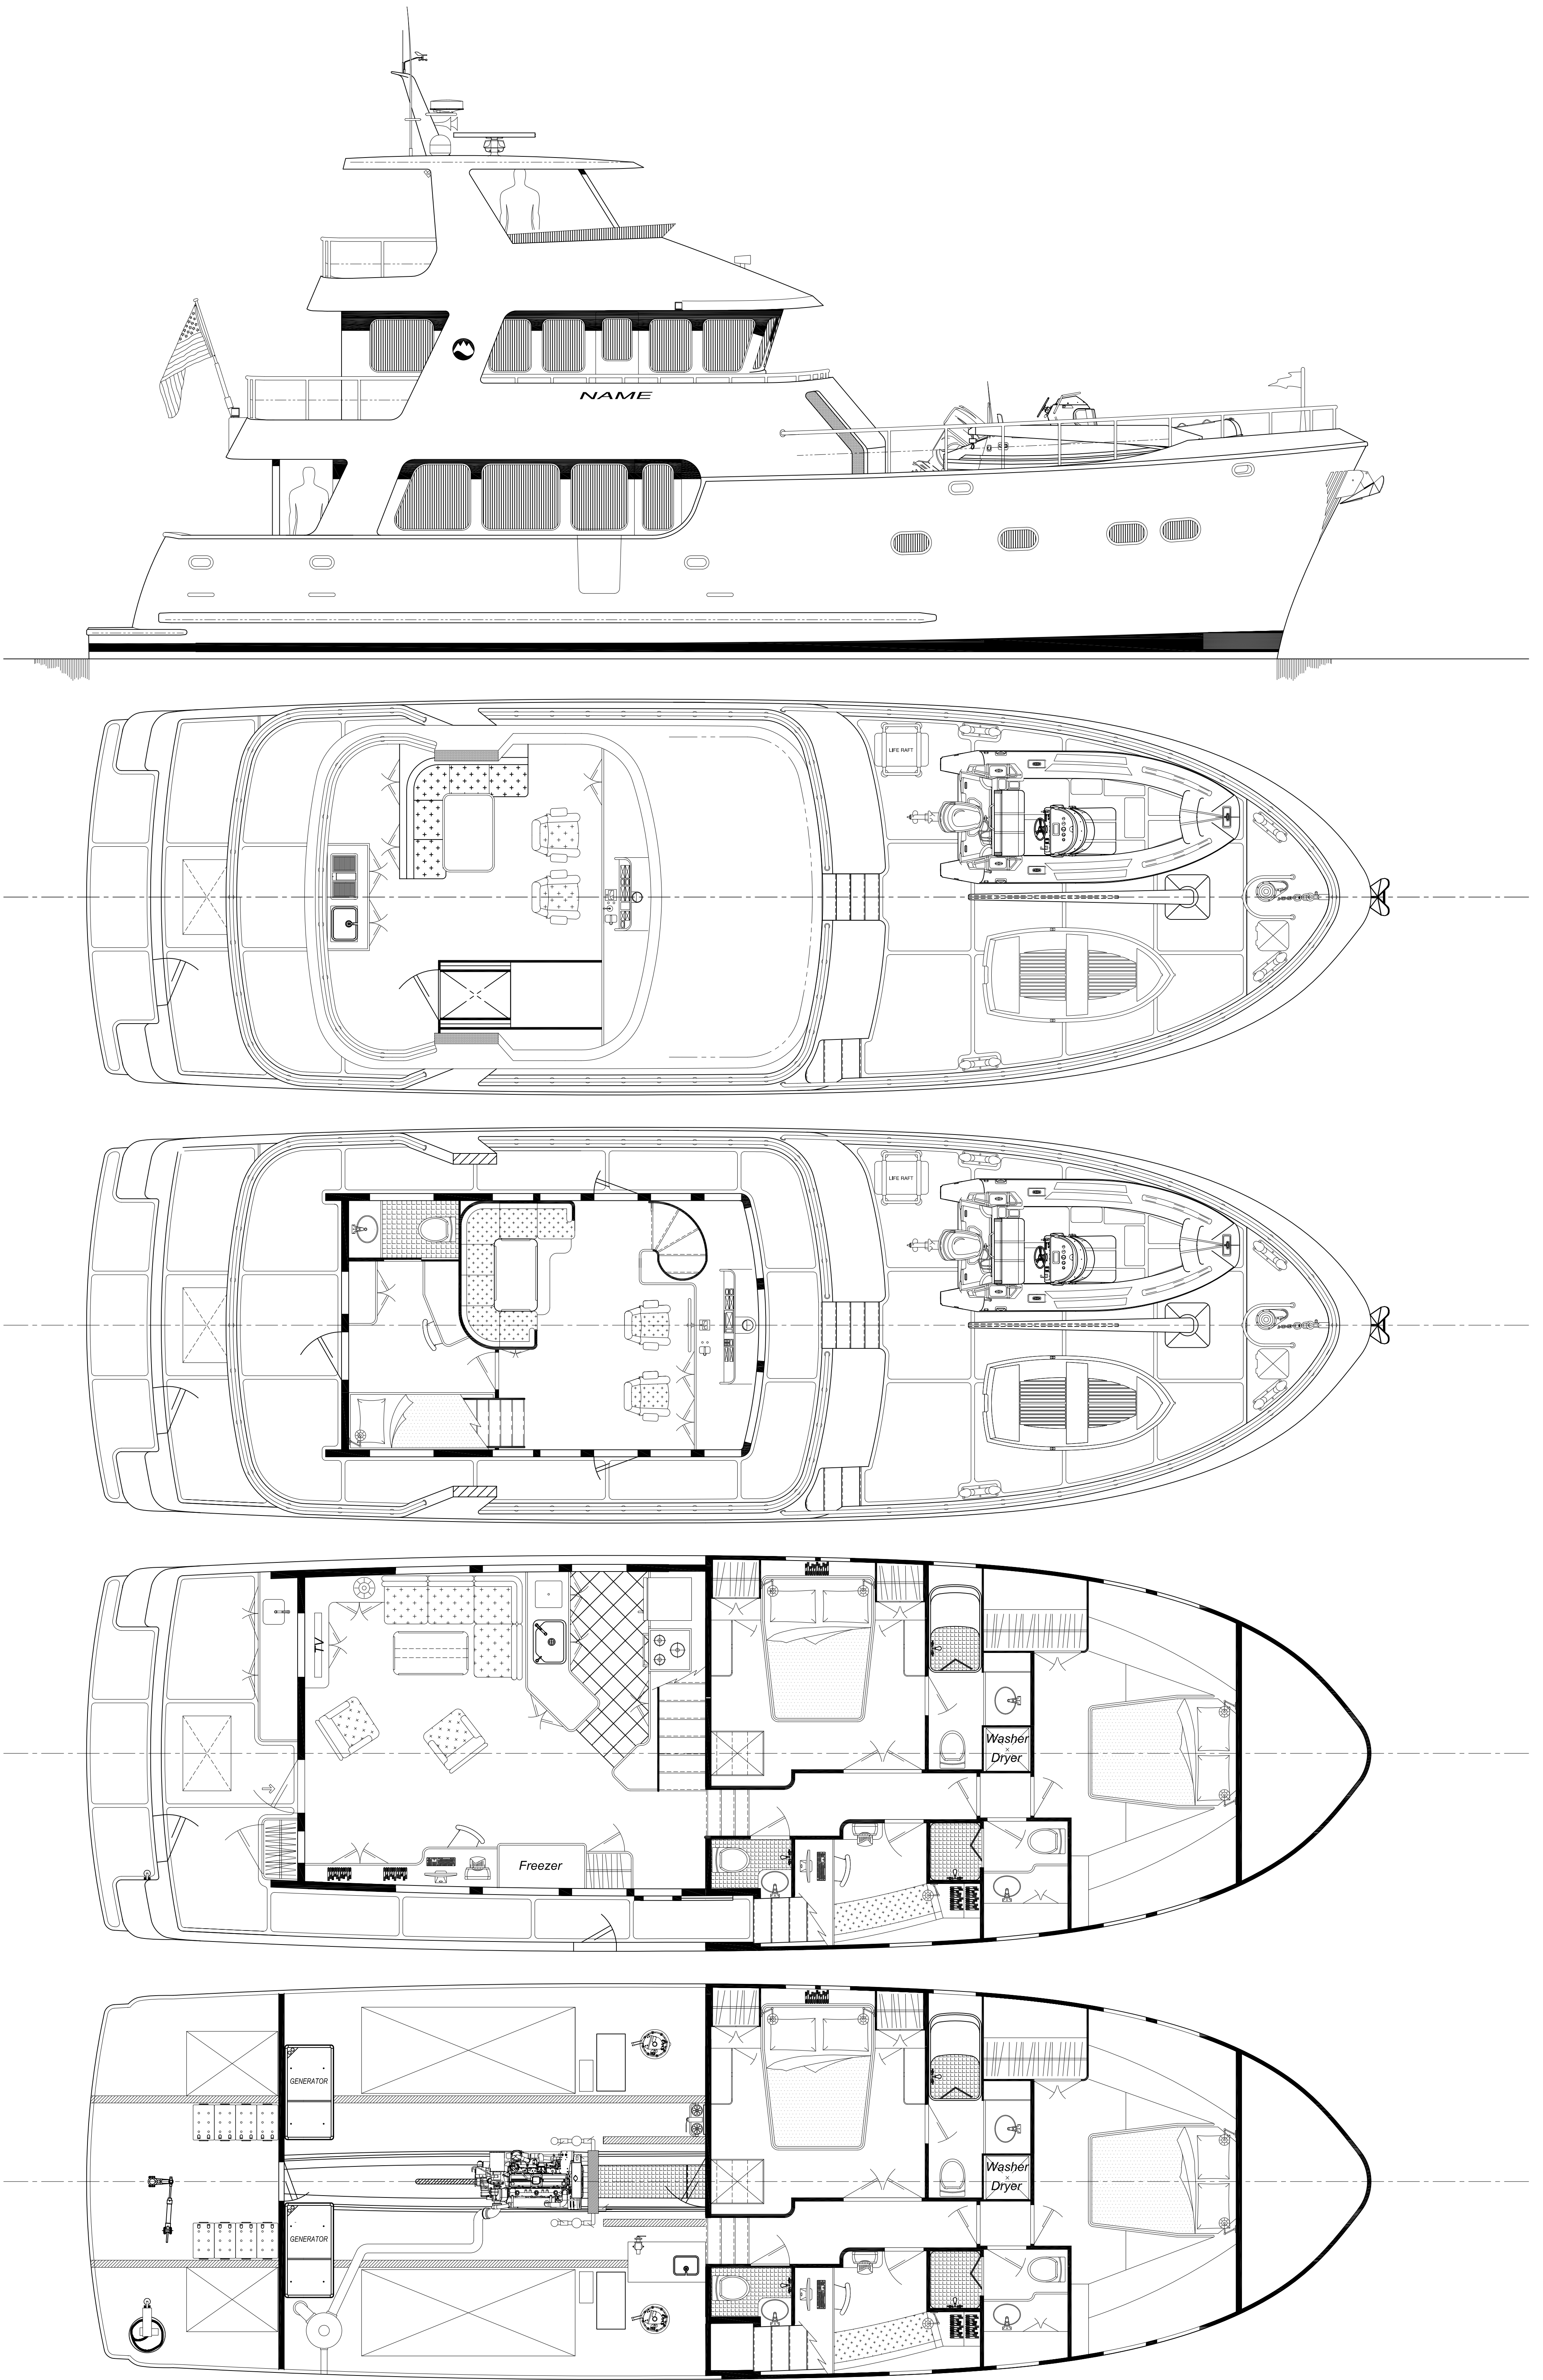 NAME
LIFE RAFT
LIFE RAFT
TV
Washer
Dryer
Freezer
GENERATOR
Washer
Dryer
GENERATOR